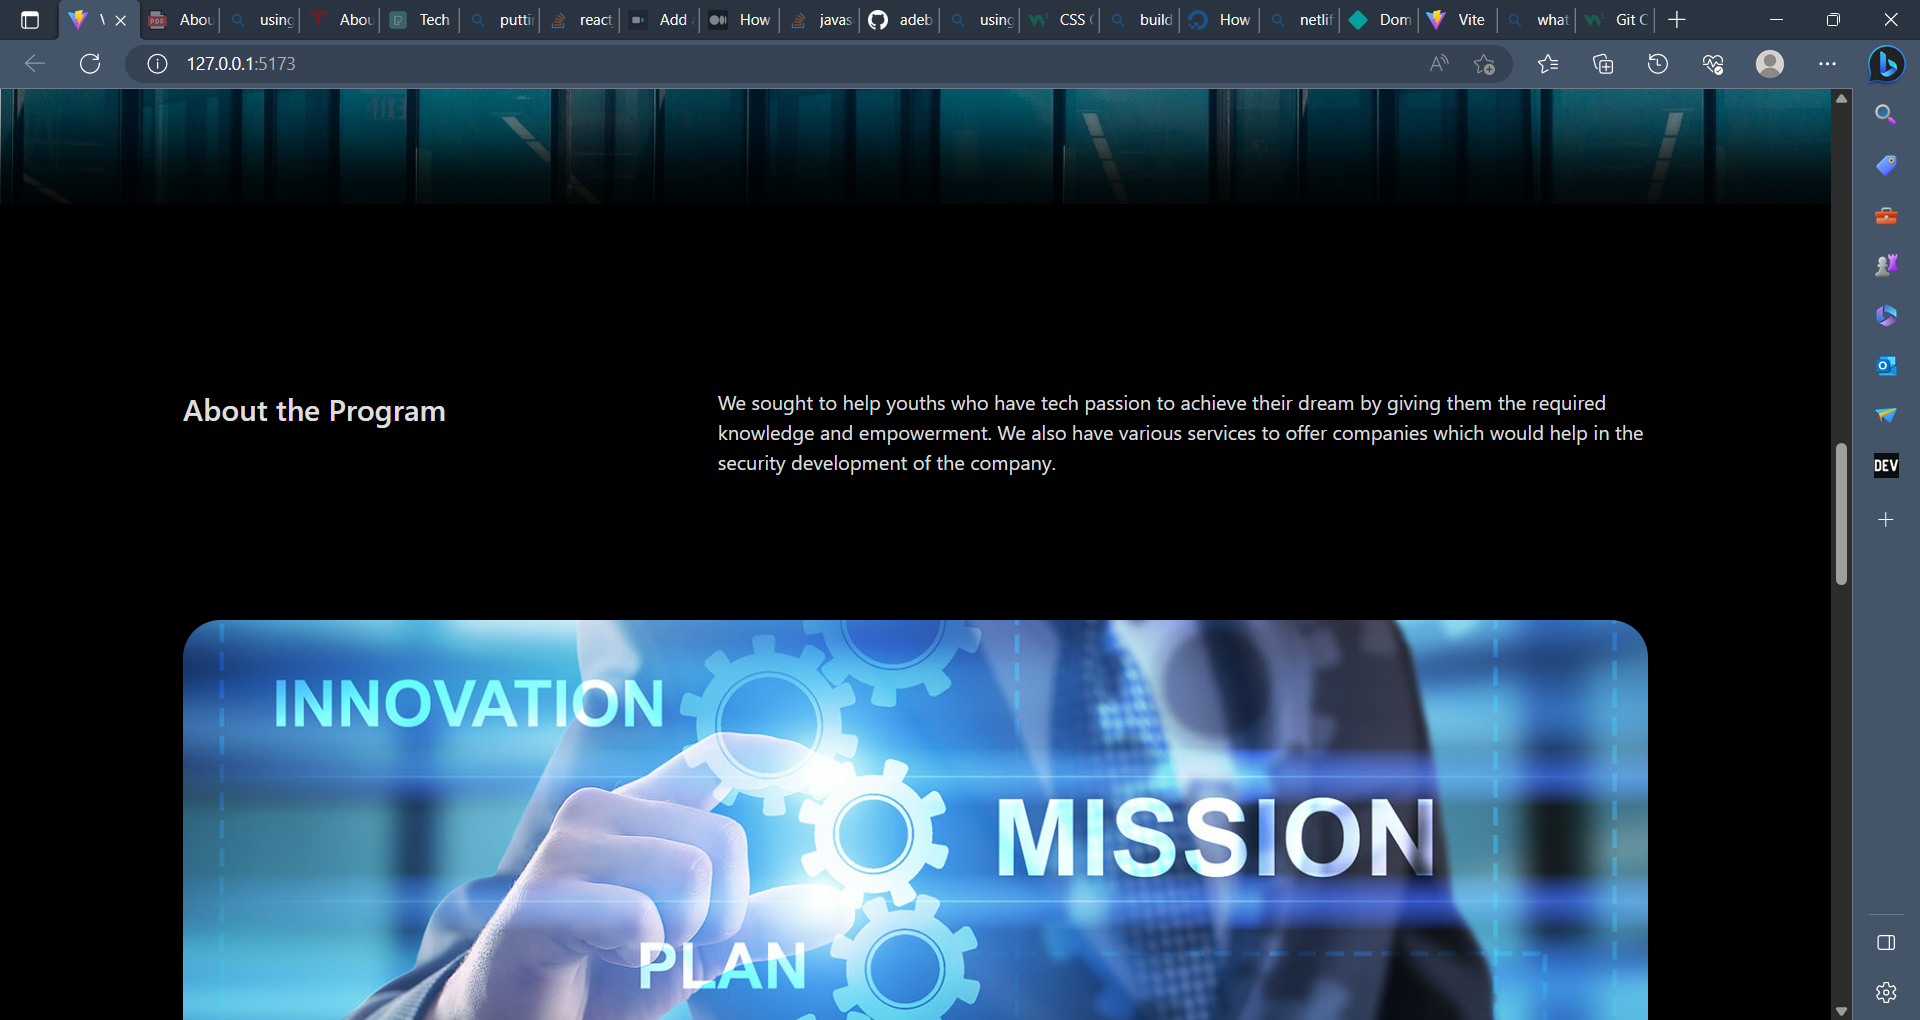 Abou
using
Abou
Tech
putti
react
Add
How
javas
adeb
using
CSS
build
How
netlif
Dom
Vite
what
Git C
127.0.0.1:5173
DEV
About the Program
We sought to help youths who have tech passion to achieve their dream by giving them the required
knowledge and empowerment. We also have various services to offer companies which would help in the
security development of the company.
INNOVATION
MISSION
PLAN